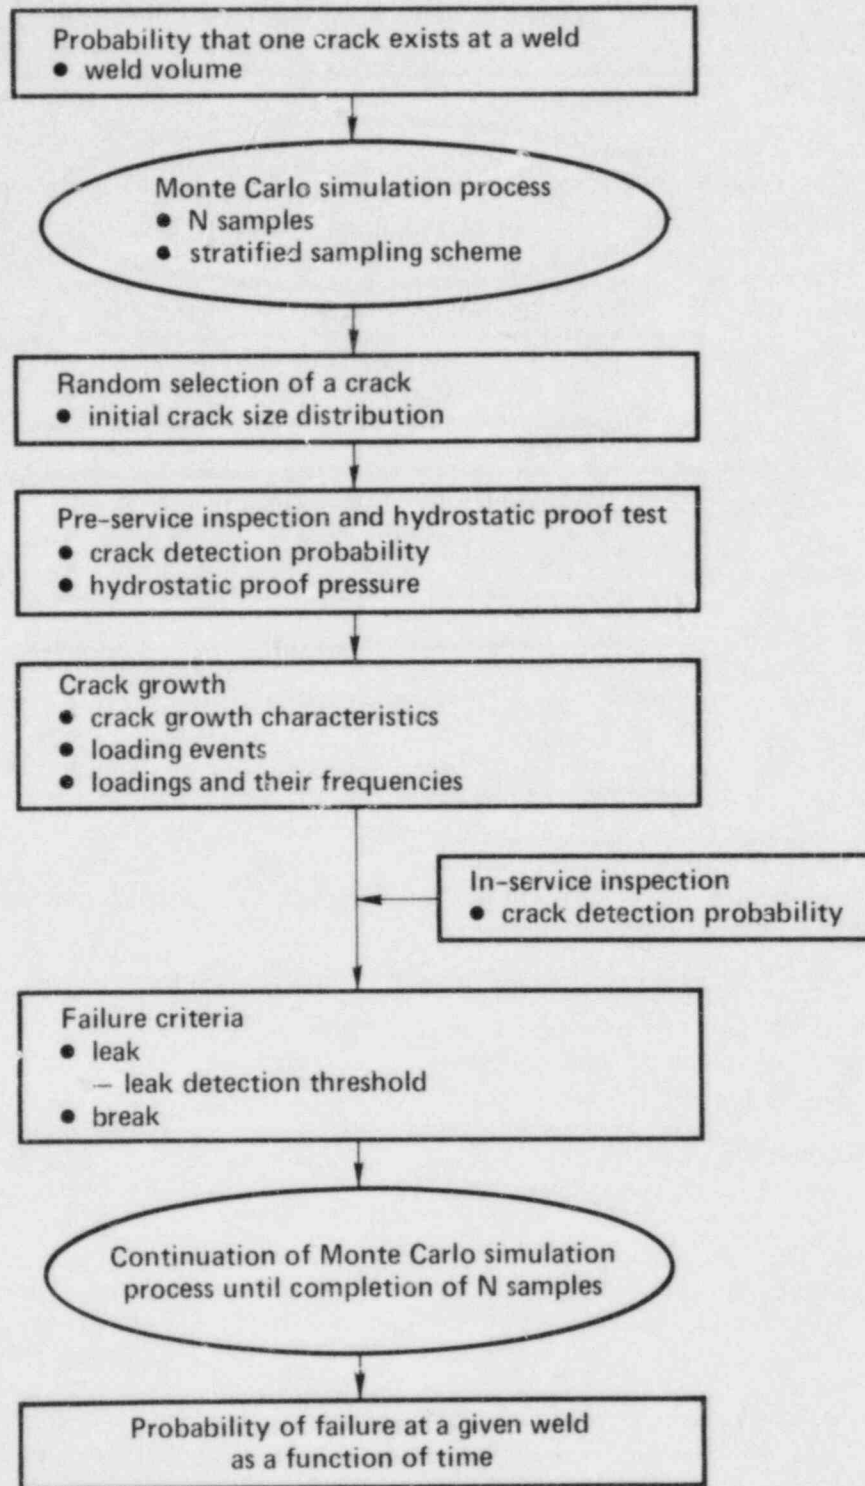 Probability that one crack exists at a weld
● weld volume
Monte Carlo simulation process
● N samples
● stratified sampling scheme
Random selection of a crack
● initial crack size distribution
Pre-service inspection and hydrostatic proof test
● crack detection probability
● hydrostatic proof pressure
Crack growth
● crack growth characteristics
● loading events
● loadings and their frequencies
In-service inspection
● crack detection probability
Failure criteria
● leak
— leak detection threshold
● break
Continuation of Monte Carlo simulation
process until completion of N samples
Probability of failure at a given weld
as a function of time